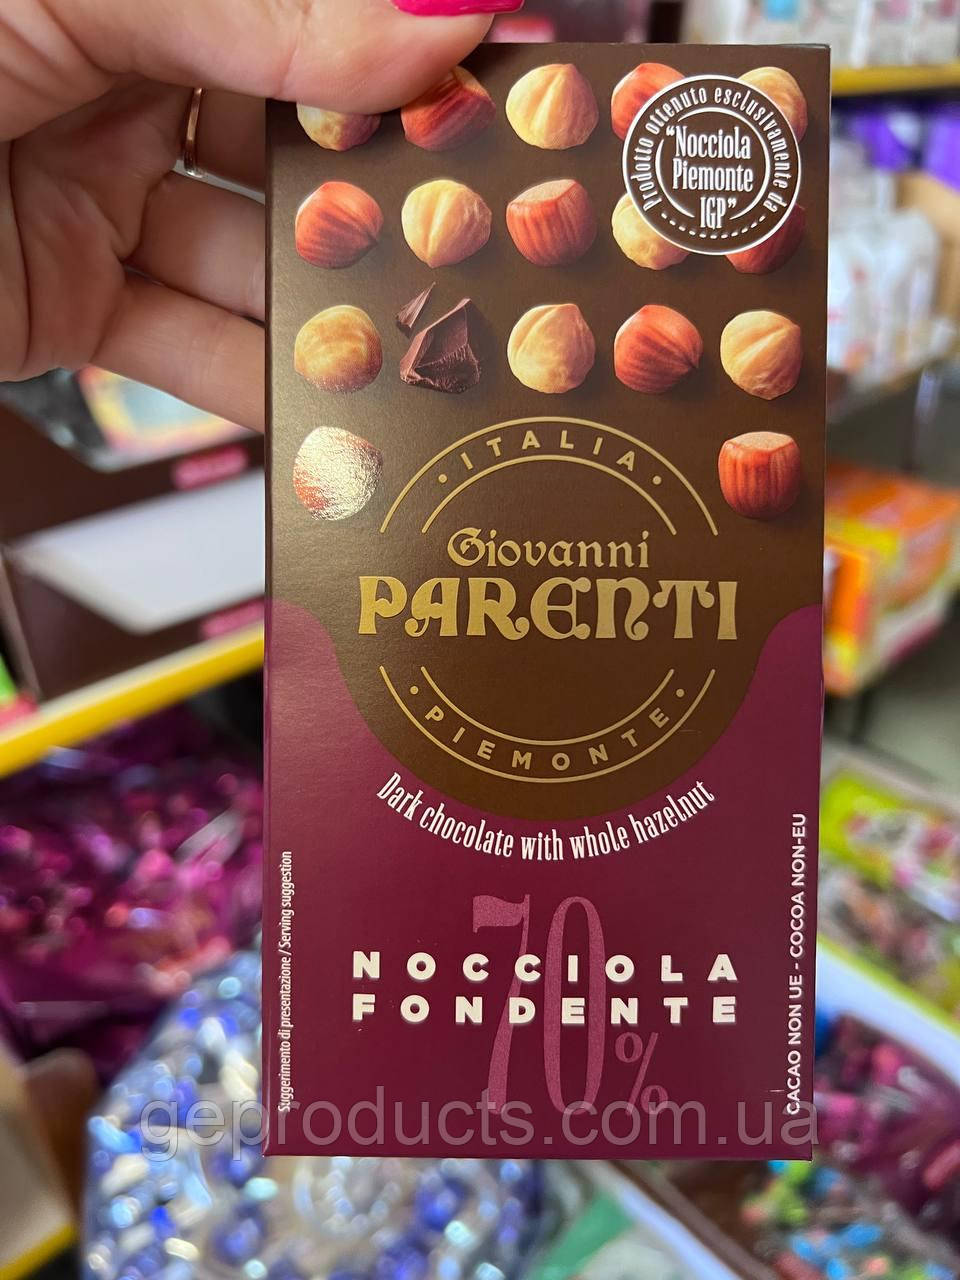 Prodotto ottenuto esclusivamente da
"Nocciola
Piemonte
IGP"
ITALIA
Giovanni
PARENTI
PIEMONTE
Dark chocolate with whole hazelnut
70%
NOCCIOLA
FONDENTE
Suggerimento di presentazione / Serving suggestion
CACAO NON UE - COCOA NON-EU
geproducts.com.ua